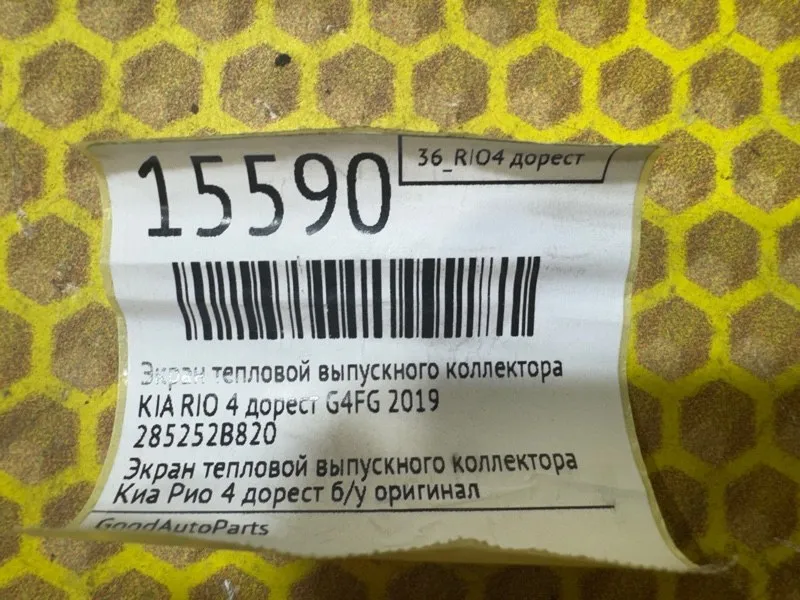 15590
36_RIO4 дорест
Экран тепловой выпускного коллектора
KIA RIO 4 дорест G4FG 2019
285252B820
Экран тепловой выпускного коллектора
Киа Рио 4 дорест б/у оригинал
GoodAutoParts